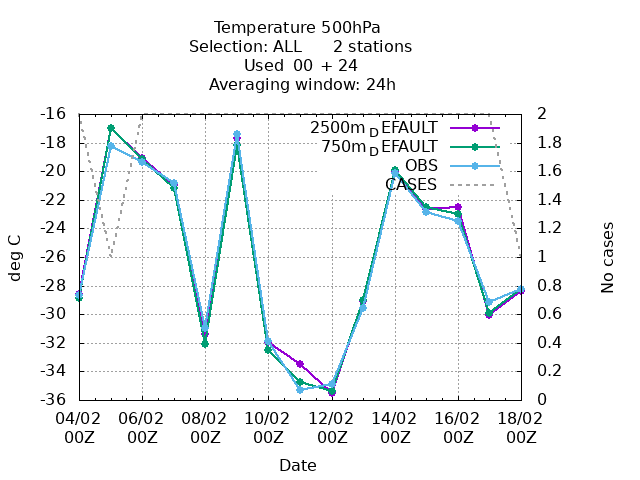 Temperature 500hPa
Selection: ALL 2 stations
Used 00 + 24
Averaging window: 24h
2500m_DEFAULT
750m_DEFAULT
OBS
CASES
deg C
-16
-18
-20
-22
-24
-26
-28
-30
-32
-34
-36
2
1.8
1.6
1.4
1.2
1
0.8
0.6
0.4
0.2
0
No cases
04/02 06/02 08/02 10/02 12/02 14/02 16/02 18/02
00Z 00Z 00Z 00Z 00Z 00Z 00Z 00Z
Date